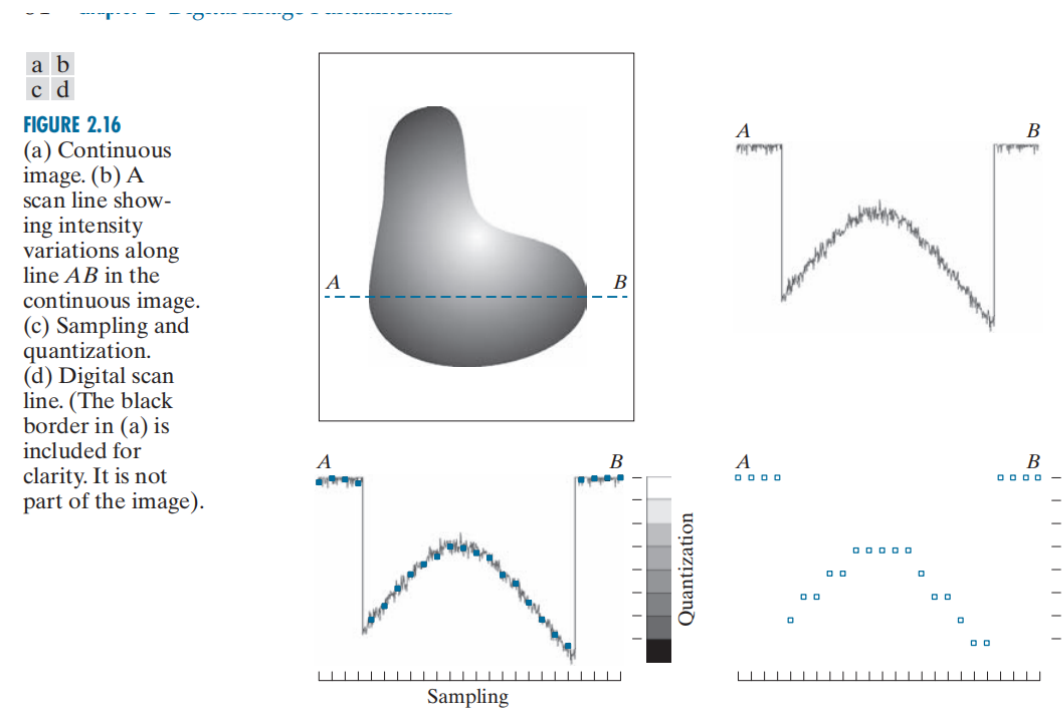 a b
c d
FIGURE 2.16
(a) Continuous
image. (b) A
scan line show-
ing intensity
variations along
line AB in the
continuous image.
(c) Sampling and
quantization.
(d) Digital scan
line. (The black
border in (a) is
included for
clarity. It is not
part of the image).
A B
A B
A B
Quantization
Sampling
A B